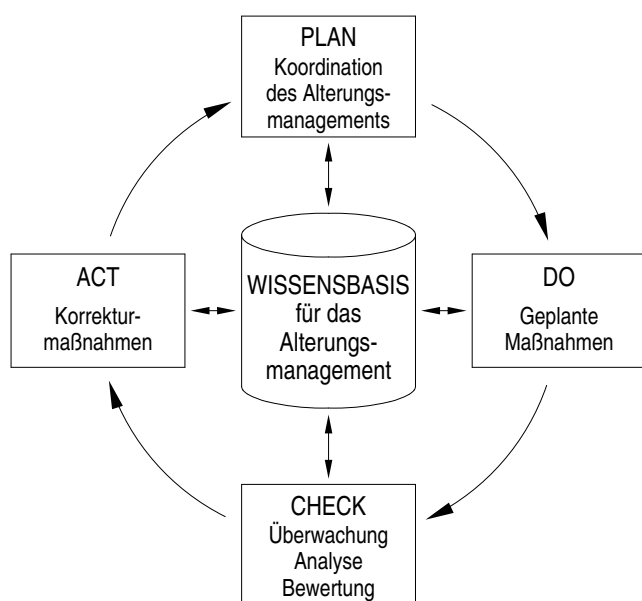 PLAN
Koordination
des Alterungs-
managements
ACT
Korrektur-
maßnahmen
WISSENSBASIS
für das
Alterungs-
management
DO
Geplante
Maßnahmen
CHECK
Überwachung
Analyse
Bewertung